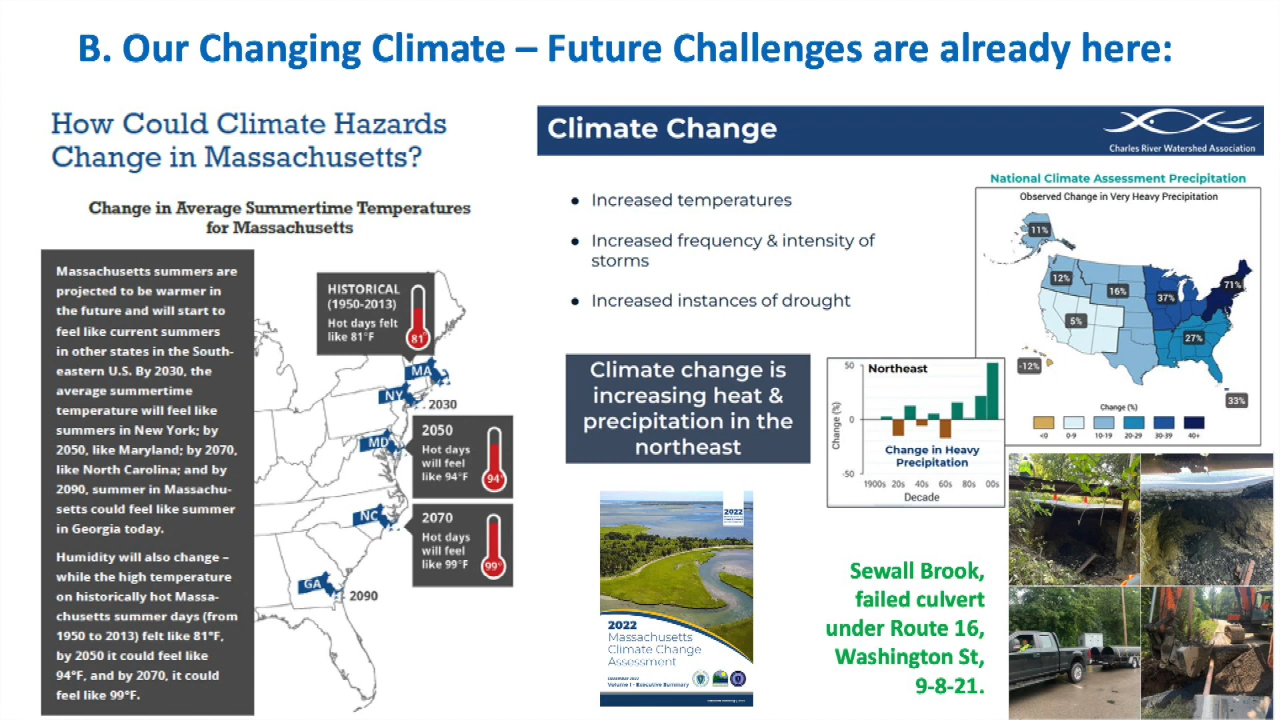 B. Our Changing Climate – Future Challenges are already here:
How Could Climate Hazards
Change in Massachusetts?
Change in Average Summertime Temperatures
for Massachusetts
Massachusetts summers are
projected to be warmer in
the future and will start to
feel like current summers
in other states in the South-
eastern U.S. By 2030, the
average summertime
temperature will feel like
summers in New York; by
2050, like Maryland; by 2070,
like North Carolina; and by
2090, summer in Massachu-
setts could feel like summer
in Georgia today.
Humidity will also change –
while the high temperature
on historically hot Massa-
chusetts summer days (from
1950 to 2013) felt like 81°F,
by 2050 it could feel like
94°F, and by 2070, it could
feel like 99°F.
HISTORICAL
(1950-2013)
Hot days felt
like 81°F
81°
MA
NY
2030
MD
2050
Hot days
will feel
like 94°F
94°
NC
2070
Hot days
will feel
like 99°F
99°
GA
2090
Climate Change
Charles River Watershed Association
• Increased temperatures
• Increased frequency & intensity of
storms
• Increased instances of drought
National Climate Assessment Precipitation
Observed Change in Very Heavy Precipitation
11%
12%
16%
37%
71%
5%
27%
-12%
33%
Change (%)
<0
0-9
10-19
20-29
30-39
40+
Climate change is
increasing heat &
precipitation in the
northeast
Northeast
50
0
-50
Change (%)
Change in Heavy
Precipitation
1900s 20s 40s 60s 80s 00s
Decade
2022
2022
Massachusetts
Climate Change
Assessment
December 2022
Volume I - Executive Summary
Sewall Brook,
failed culvert
under Route 16,
Washington St,
9-8-21.